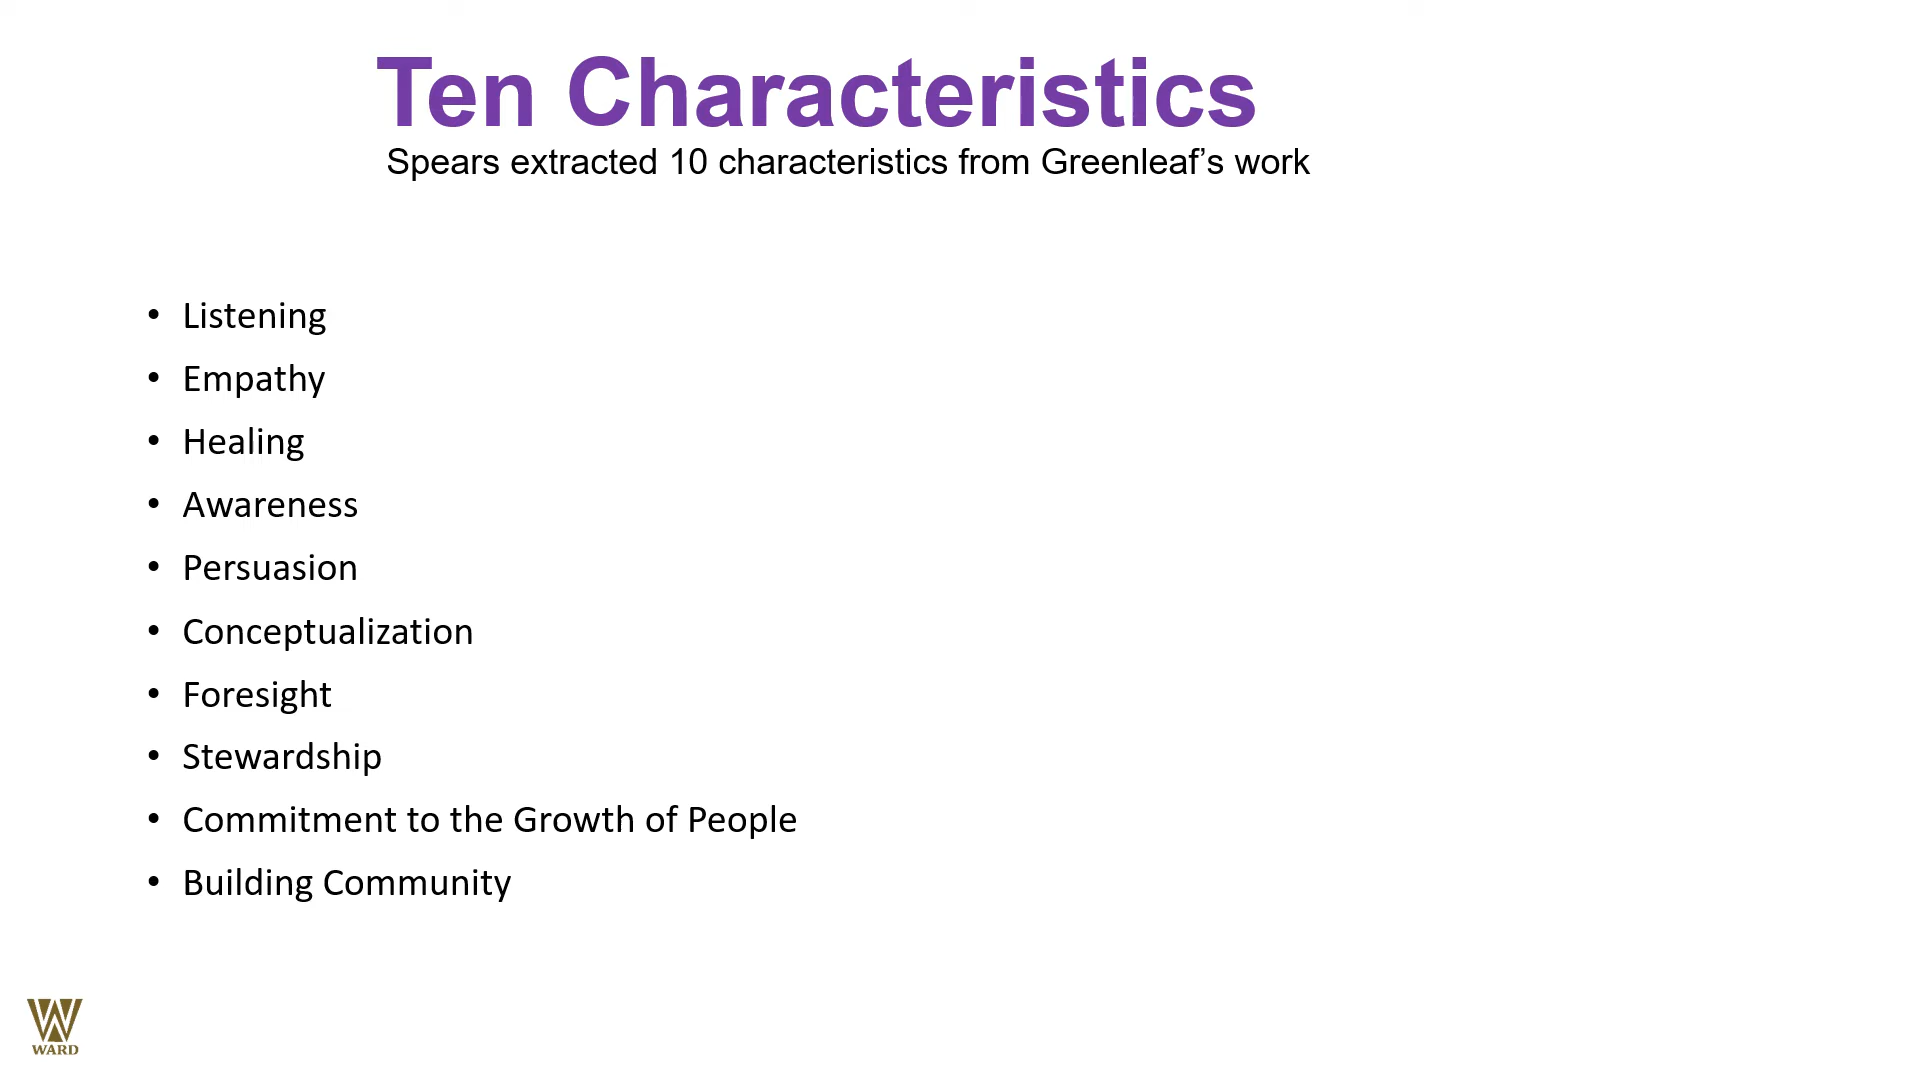 Ten Characteristics
Spears extracted 10 characteristics from Greenleaf’s work
• Listening
• Empathy
• Healing
• Awareness
• Persuasion
• Conceptualization
• Foresight
• Stewardship
• Commitment to the Growth of People
• Building Community
WARD